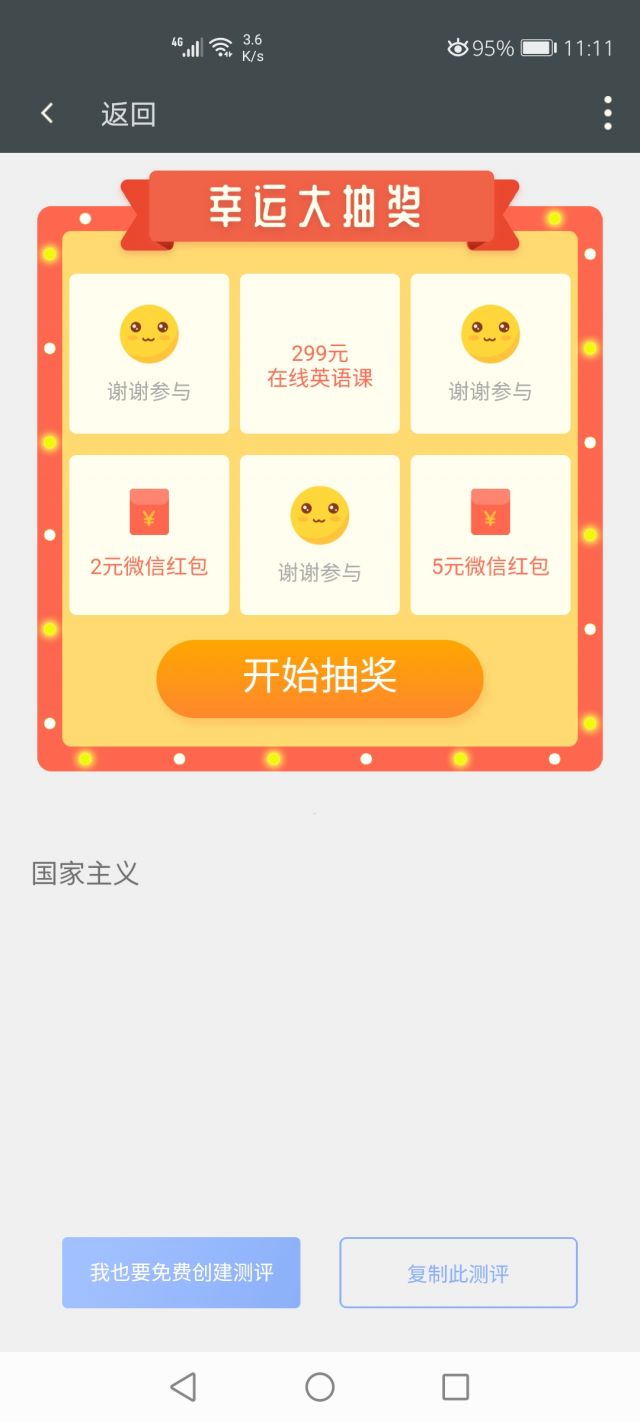 4G 3.6 K/s 95% 11:11
返回
幸运大抽奖
谢谢参与
299元
在线英语课
谢谢参与
¥
2元微信红包
谢谢参与
¥
5元微信红包
开始抽奖
国家主义
我也要免费创建测评
复制此测评